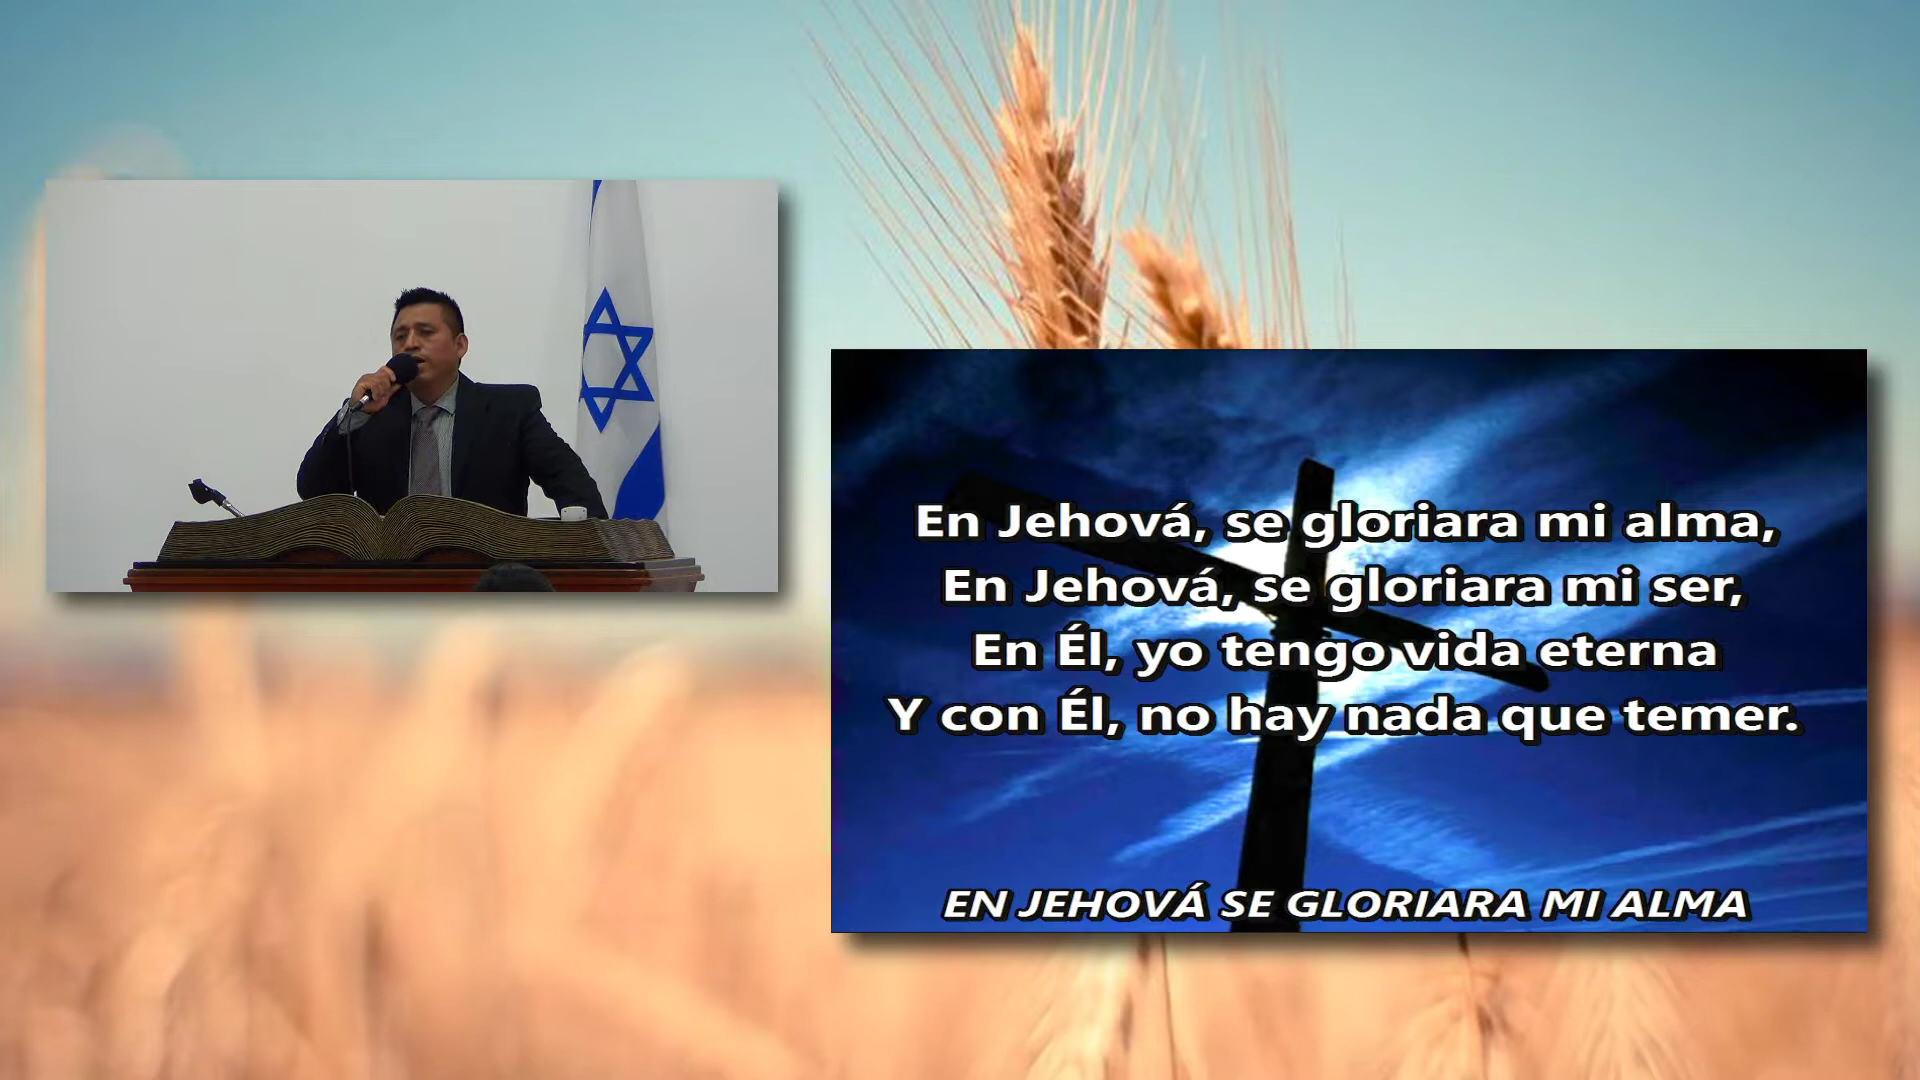 En Jehová, se gloriara mi alma,
En Jehová, se gloriara mi ser,
En Él, yo tengo vida eterna
Y con Él, no hay nada que temer.
EN JEHOVÁ SE GLORIARA MI ALMA